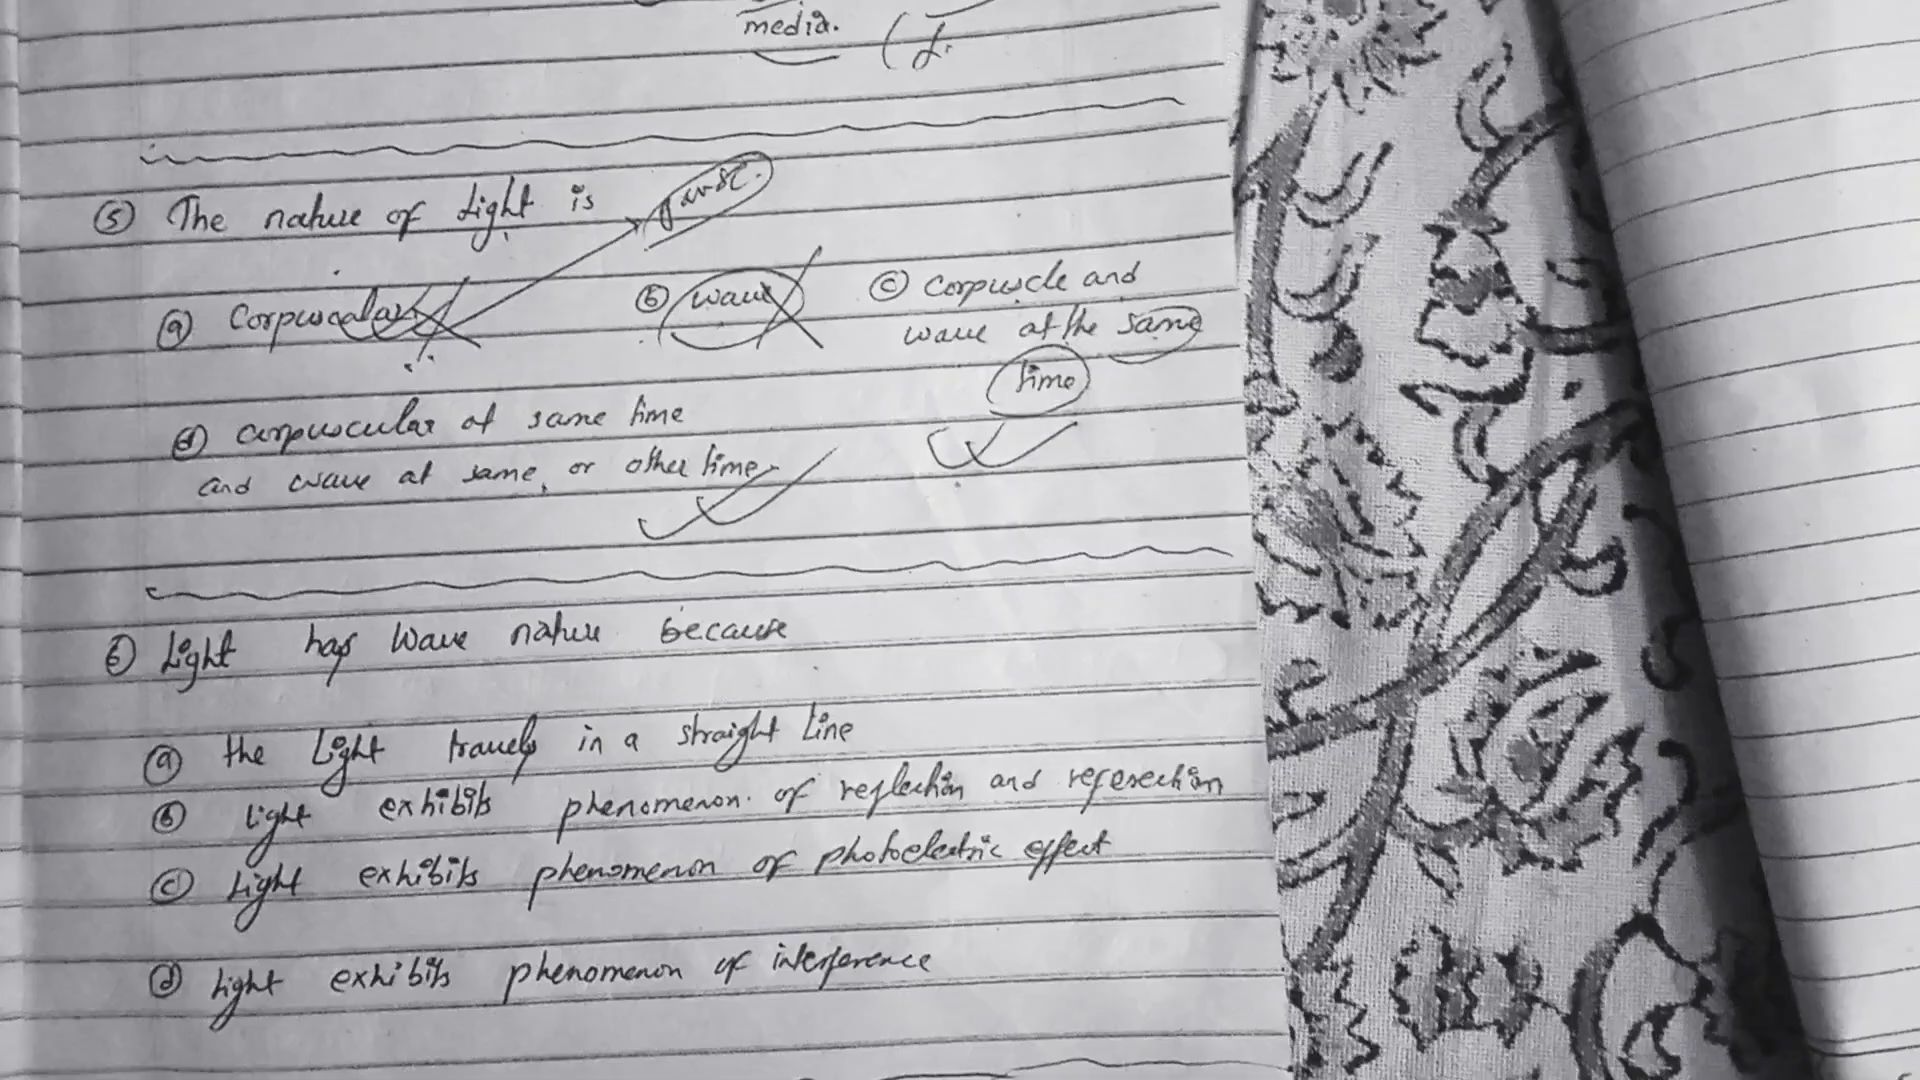 media.
⑤ The nature of Light is
ⓐ Corpuscular ⓑ wave ⓒ corpuscle and
wave at the same
time
ⓓ corpuscular at same time
and wave at same, or other time
⑥ Light has Wave nature because
ⓐ the Light travels in a straight Line
ⓑ Light exhibits phenomenon. of reflection and referection
ⓒ Light exhibits phenomenon of photoelectric effect
ⓓ Light exhibits phenomenon of interference